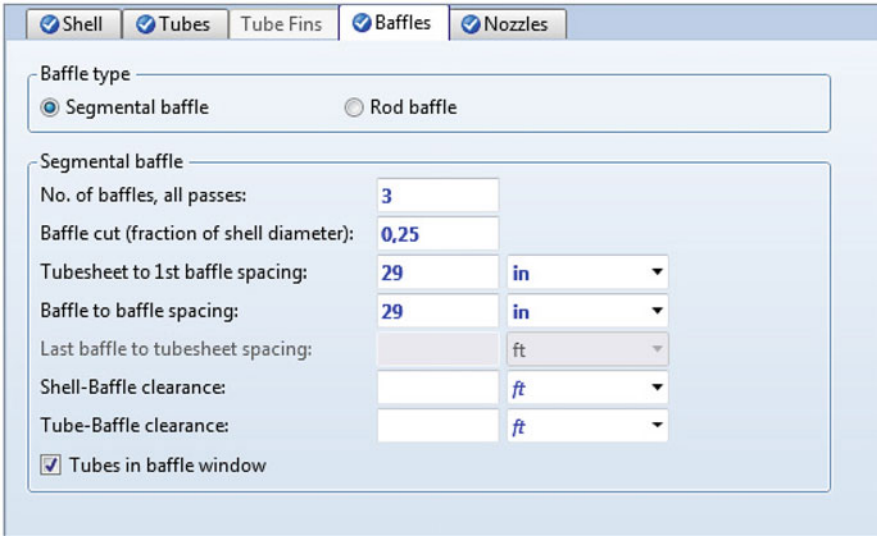 Shell Tubes Tube Fins Baffles Nozzles
Baffle type
Segmental baffle Rod baffle
Segmental baffle
No. of baffles, all passes: 3
Baffle cut (fraction of shell diameter): 0,25
Tubesheet to 1st baffle spacing: 29 in
Baffle to baffle spacing: 29 in
Last baffle to tubesheet spacing: ft
Shell-Baffle clearance: ft
Tube-Baffle clearance: ft
Tubes in baffle window